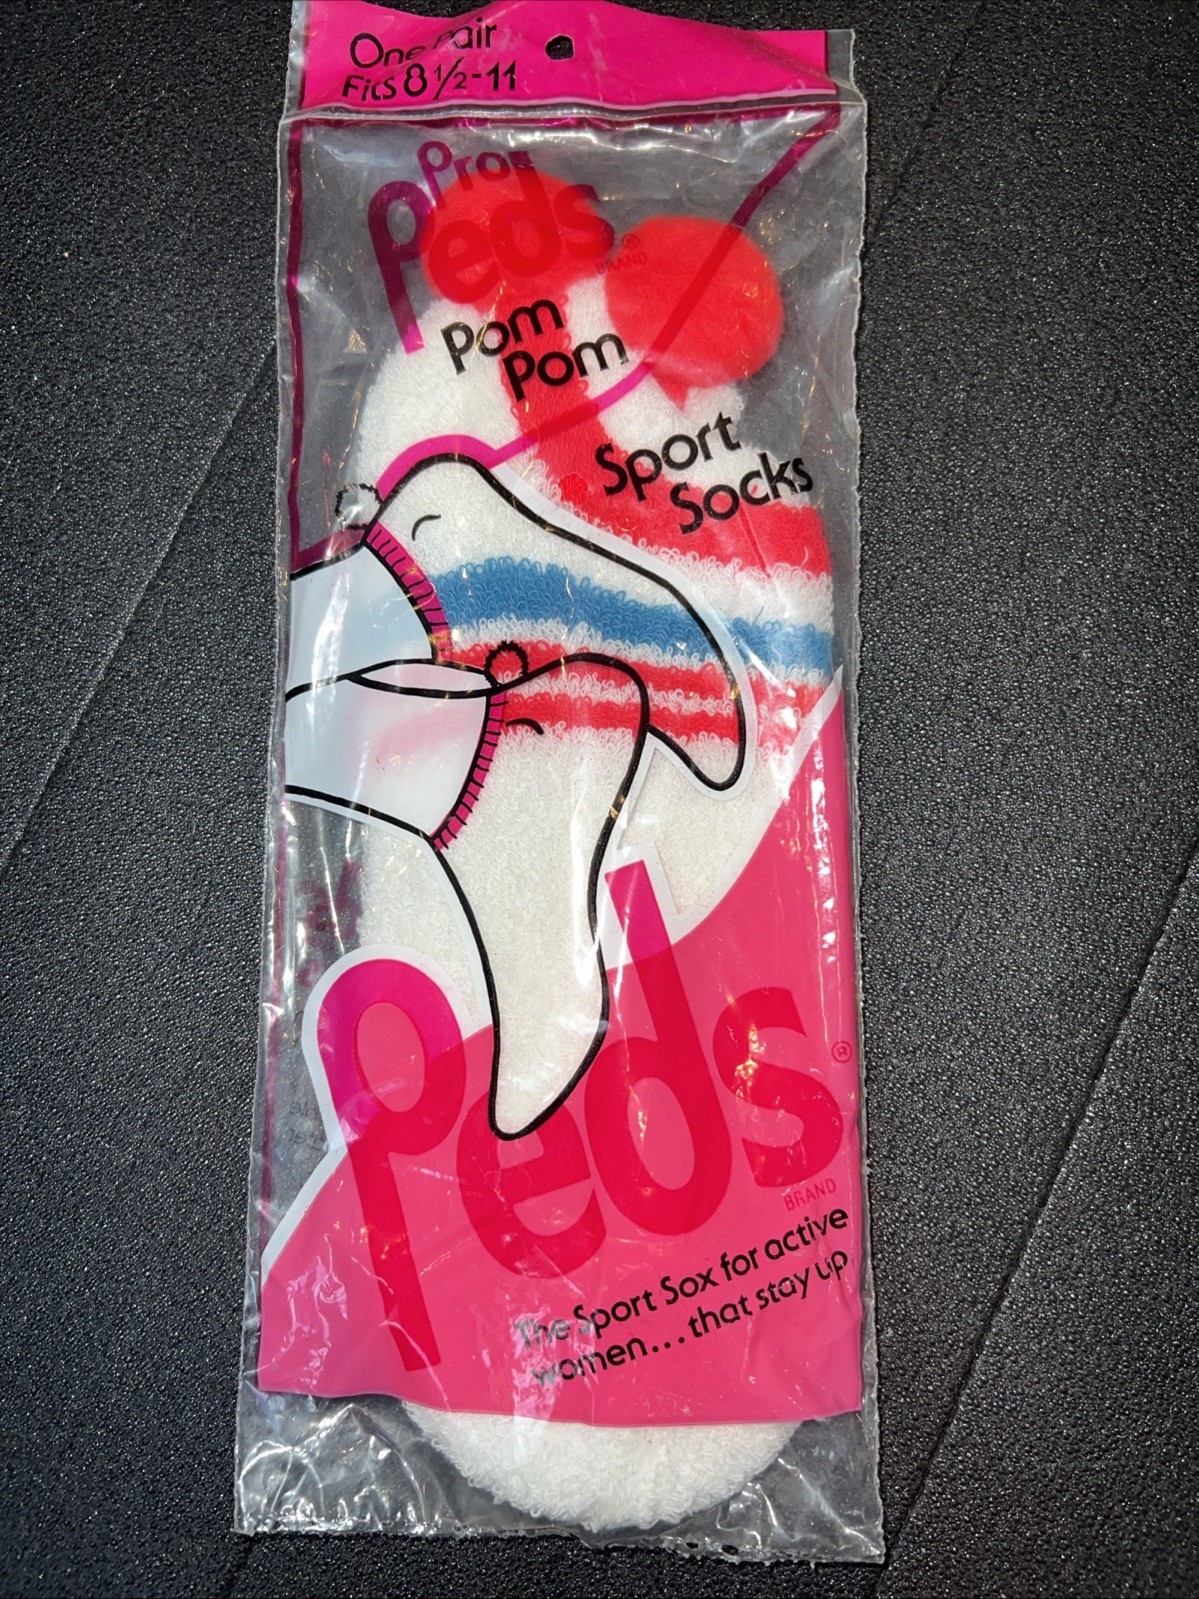 One Pair
Fits 8 1/2-11
Pro
Peds®
BRAND
Pom
Pom
Sport
Socks
Peds®
BRAND
The Sport Sox for active
women...that stay up